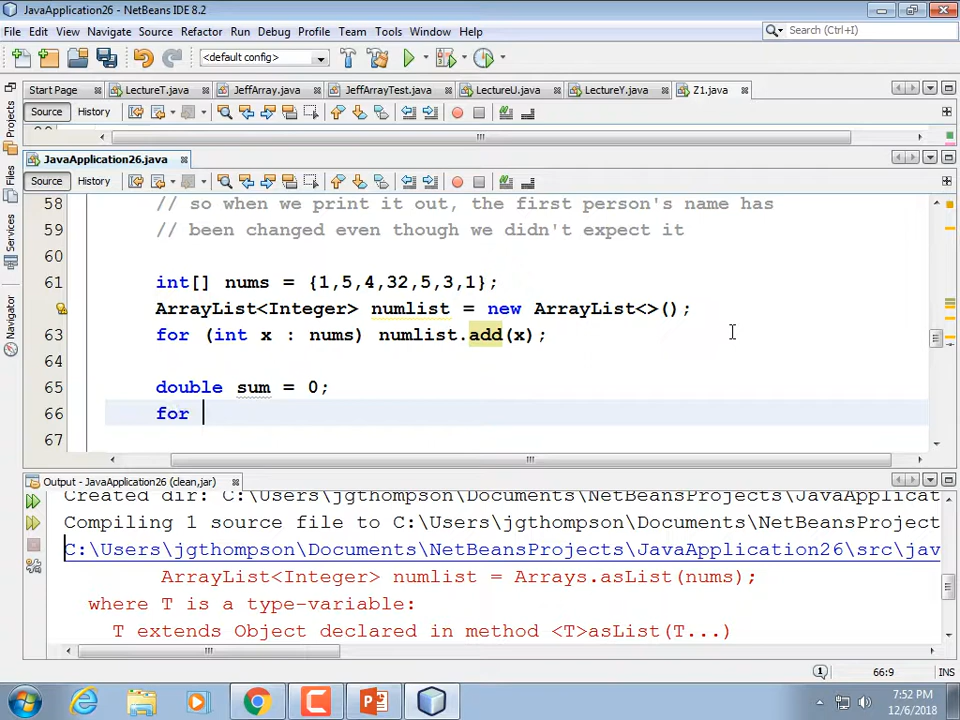 JavaApplication26 - NetBeans IDE 8.2
File Edit View Navigate Source Refactor Run Debug Profile Team Tools Window Help
Search (Ctrl+I)
<default config>
Start Page LectureT.java JeffArray.java JeffArrayTest.java LectureU.java LectureY.java Z1.java
Source History
JavaApplication26.java
Source History
Projects
Files
Services
Navigator
58 // so when we print it out, the first person's name has
59 // been changed even though we didn't expect it
60
61 int[] nums = {1,5,4,32,5,3,1};
ArrayList<Integer> numlist = new ArrayList<>();
63 for (int x : nums) numlist.add(x);
64
65 double sum = 0;
66 for
67
Output - JavaApplication26 (clean,jar)
Created dir: C:\Users\jgthompson\Documents\NetBeansProjects\JavaApplicat
Compiling 1 source file to C:\Users\jgthompson\Documents\NetBeansProject
C:\Users\jgthompson\Documents\NetBeansProjects\JavaApplication26\src\jav
ArrayList<Integer> numlist = Arrays.asList(nums);
where T is a type-variable:
T extends Object declared in method <T>asList(T...)
1 66:9 INS
7:52 PM
12/6/2018